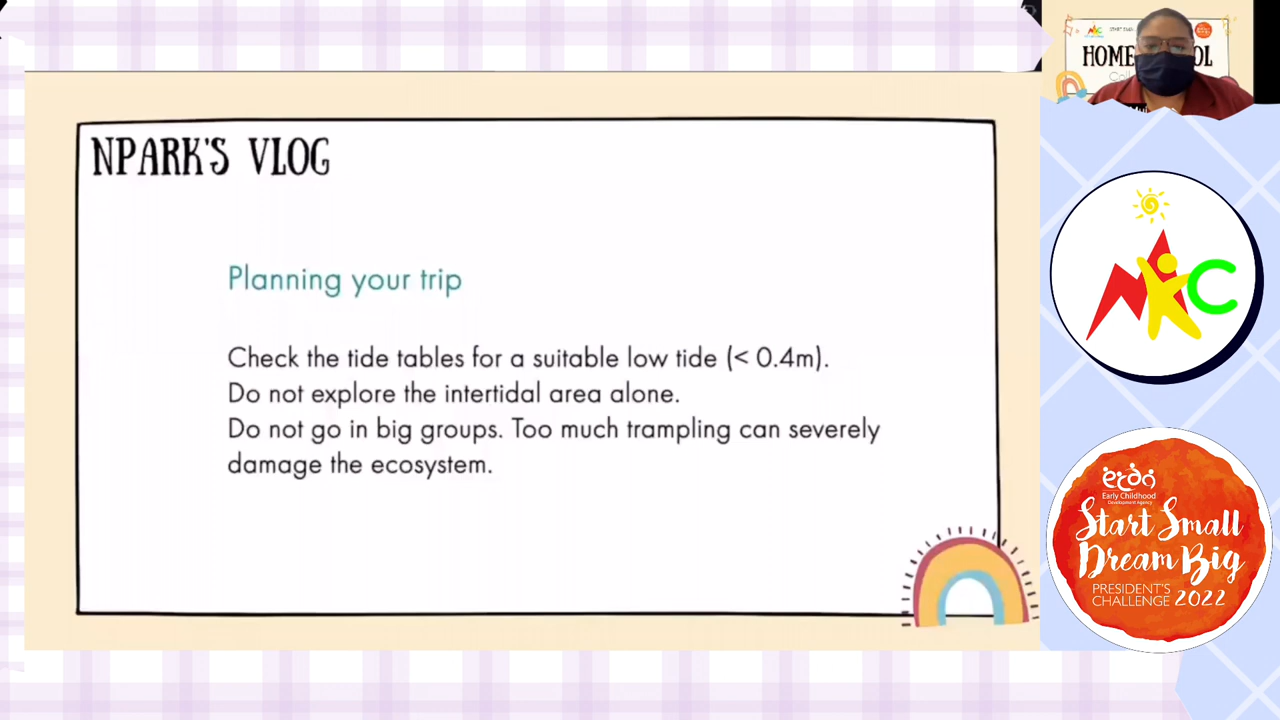 NPARK'S VLOG
Planning your trip
Check the tide tables for a suitable low tide (< 0.4m).
Do not explore the intertidal area alone.
Do not go in big groups. Too much trampling can severely
damage the ecosystem.
MKC
ecda
Early Childhood
Development Agency
Start Small
Dream Big
PRESIDENT'S
CHALLENGE 2022